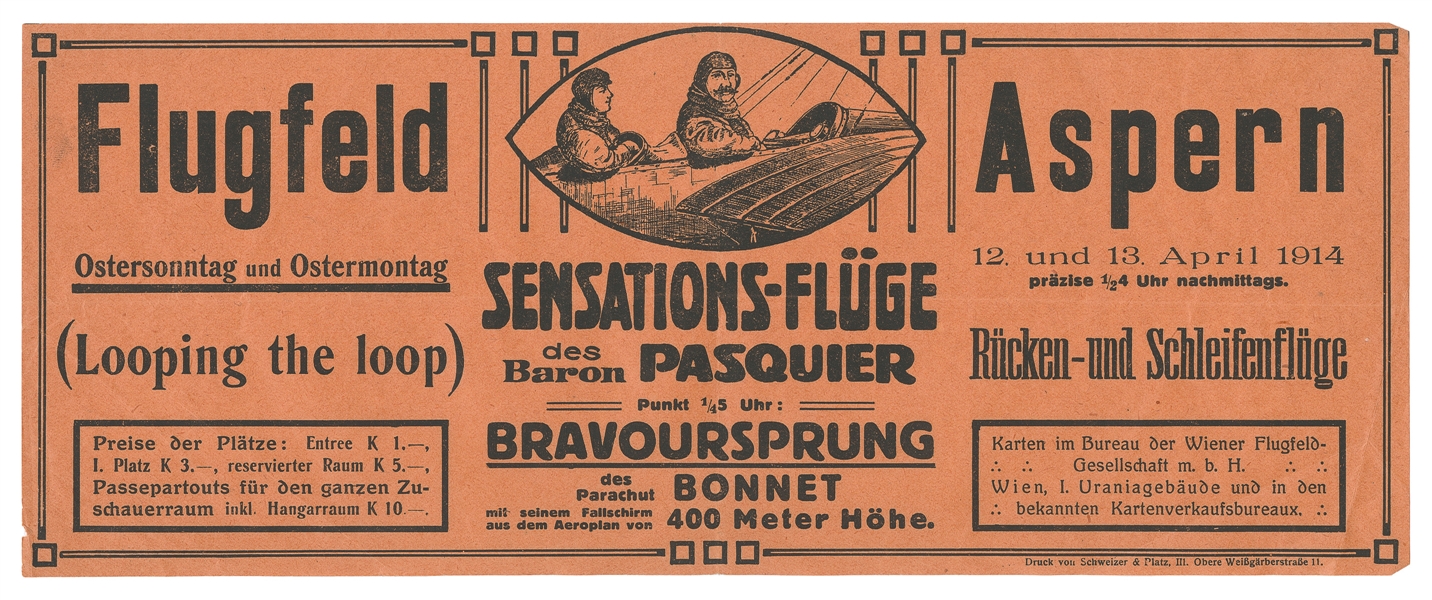 Flugfeld
Aspern
Ostersonntag und Ostermontag
(Looping the loop)
12. und 13. April 1914
präzise 1/2 4 Uhr nachmittags.
Rücken- und Schleifenflüge
SENSATIONS-FLÜGE
des
Baron PASQUIER
Punkt 1/4 5 Uhr:
BRAVOURSPRUNG
des
Parachut BONNET
mit seinem Fallschirm
aus dem Aeroplan von 400 Meter Höhe.
Preise der Plätze: Entree K 1.—,
I. Platz K 3.—, reservierter Raum K 5.—,
Passepartouts für den ganzen Zu-
schauerraum inkl. Hangarraum K 10.—.
Karten im Bureau der Wiener Flugfeld-
∴ ∴ Gesellschaft m. b. H. ∴ ∴
Wien, I. Uraniagebäude und in den
∴ bekannten Kartenverkaufsbureaux. ∴
Druck von Schweizer & Platz, III. Obere Weißgärberstraße 11.